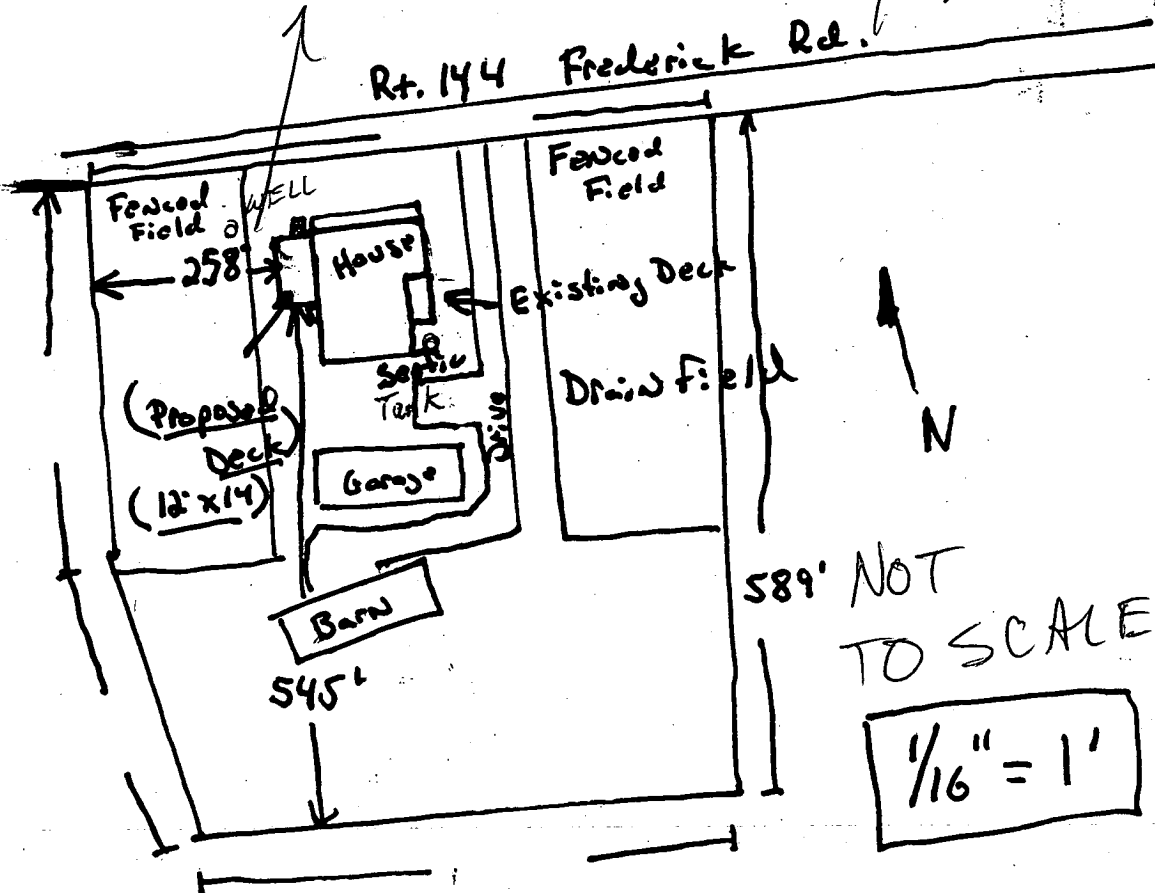 Rt. 144 Frederick Rd.
Fenced
Field
WELL
258'
House
Fenced
Field
Existing Deck
Septic
Tank
Drain Field
Drive
N
(Proposed
Deck)
(12' x 14)
Garage
Barn
545'
589'
NOT
TO SCALE
1/16" = 1'